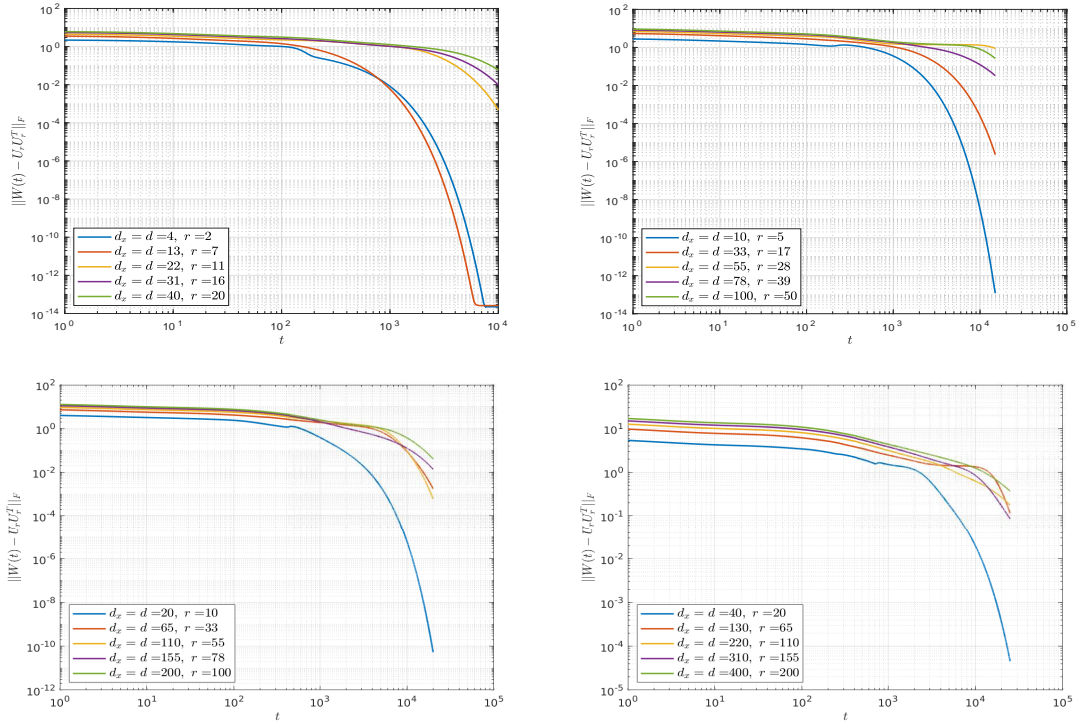 10^2
10^0
10^-2
10^-4
10^-6
10^-8
10^-10
10^-12
10^-14
||W(t) − U_rU_r^T||_F
d_x = d =4, r =2
d_x = d =13, r =7
d_x = d =22, r =11
d_x = d =31, r =16
d_x = d =40, r =20
10^0 10^1 10^2 10^3 10^4
t
10^2
10^0
10^-2
10^-4
10^-6
10^-8
10^-10
10^-12
10^-14
||W(t) − U_rU_r^T||_F
d_x = d =10, r =5
d_x = d =33, r =17
d_x = d =55, r =28
d_x = d =78, r =39
d_x = d =100, r =50
10^0 10^1 10^2 10^3 10^4 10^5
t
10^2
10^0
10^-2
10^-4
10^-6
10^-8
10^-10
10^-12
||W(t) − U_rU_r^T||_F
d_x = d =20, r =10
d_x = d =65, r =33
d_x = d =110, r =55
d_x = d =155, r =78
d_x = d =200, r =100
10^0 10^1 10^2 10^3 10^4 10^5
t
10^2
10^1
10^0
10^-1
10^-2
10^-3
10^-4
10^-5
||W(t) − U_rU_r^T||_F
d_x = d =40, r =20
d_x = d =130, r =65
d_x = d =220, r =110
d_x = d =310, r =155
d_x = d =400, r =200
10^0 10^1 10^2 10^3 10^4 10^5
t